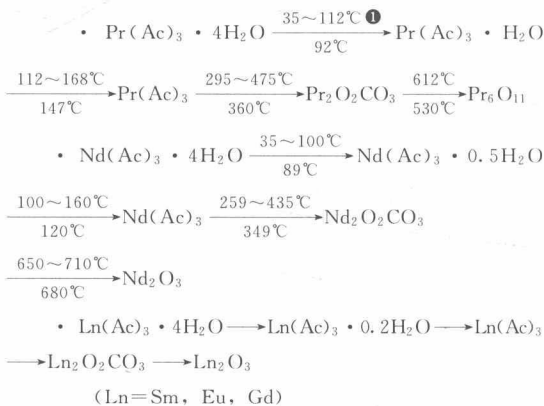 • Pr(Ac)₃ • 4H₂O —35~112℃ ❶ / 92℃→ Pr(Ac)₃ • H₂O
—112~168℃ / 147℃→ Pr(Ac)₃ —295~475℃ / 360℃→ Pr₂O₂CO₃ —612℃ / 530℃→ Pr₆O₁₁
• Nd(Ac)₃ • 4H₂O —35~100℃ / 89℃→ Nd(Ac)₃ • 0.5H₂O
—100~160℃ / 120℃→ Nd(Ac)₃ —259~435℃ / 349℃→ Nd₂O₂CO₃
—650~710℃ / 680℃→ Nd₂O₃
• Ln(Ac)₃ • 4H₂O ⟶ Ln(Ac)₃ • 0.2H₂O ⟶ Ln(Ac)₃
⟶ Ln₂O₂CO₃ ⟶ Ln₂O₃
(Ln=Sm, Eu, Gd)